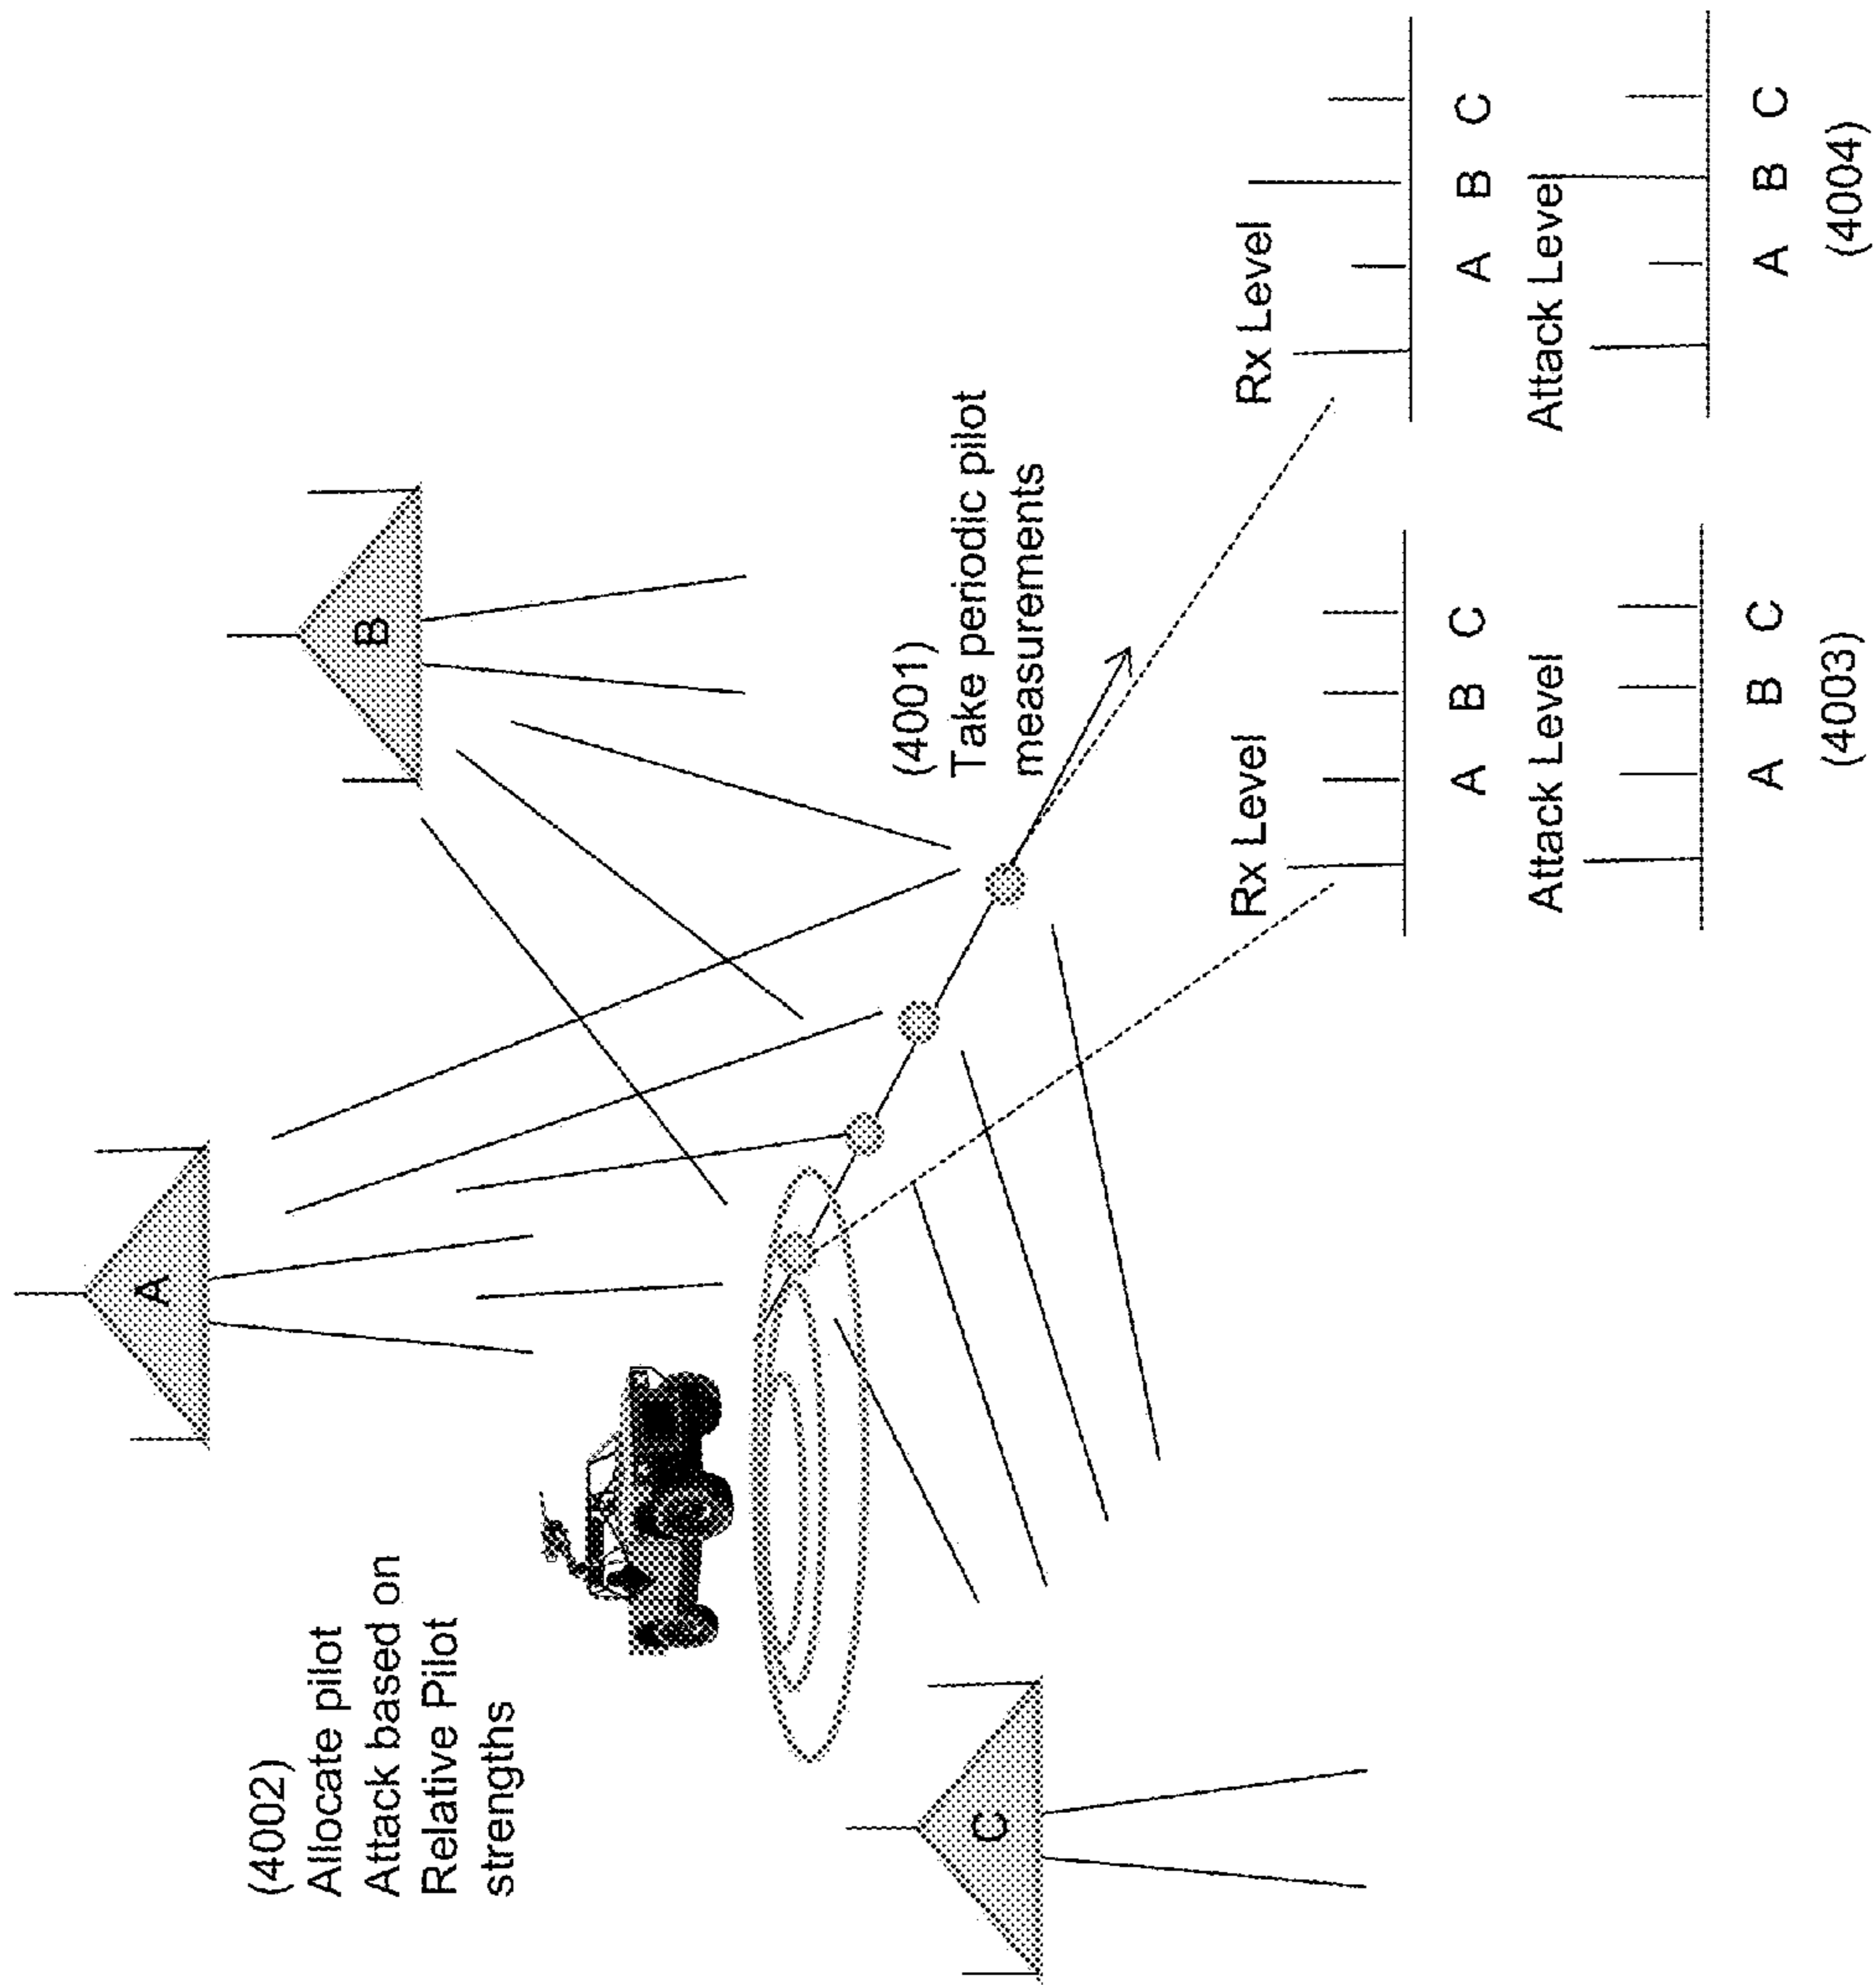 (4002)
Allocate pilot
Attack based on
Relative Pilot
strengths
A
B
C
(4001)
Take periodic pilot
measurements
Rx Level
A B C
Attack Level
A B C
(4003)
Rx Level
A B C
Attack Level
A B C
(4004)